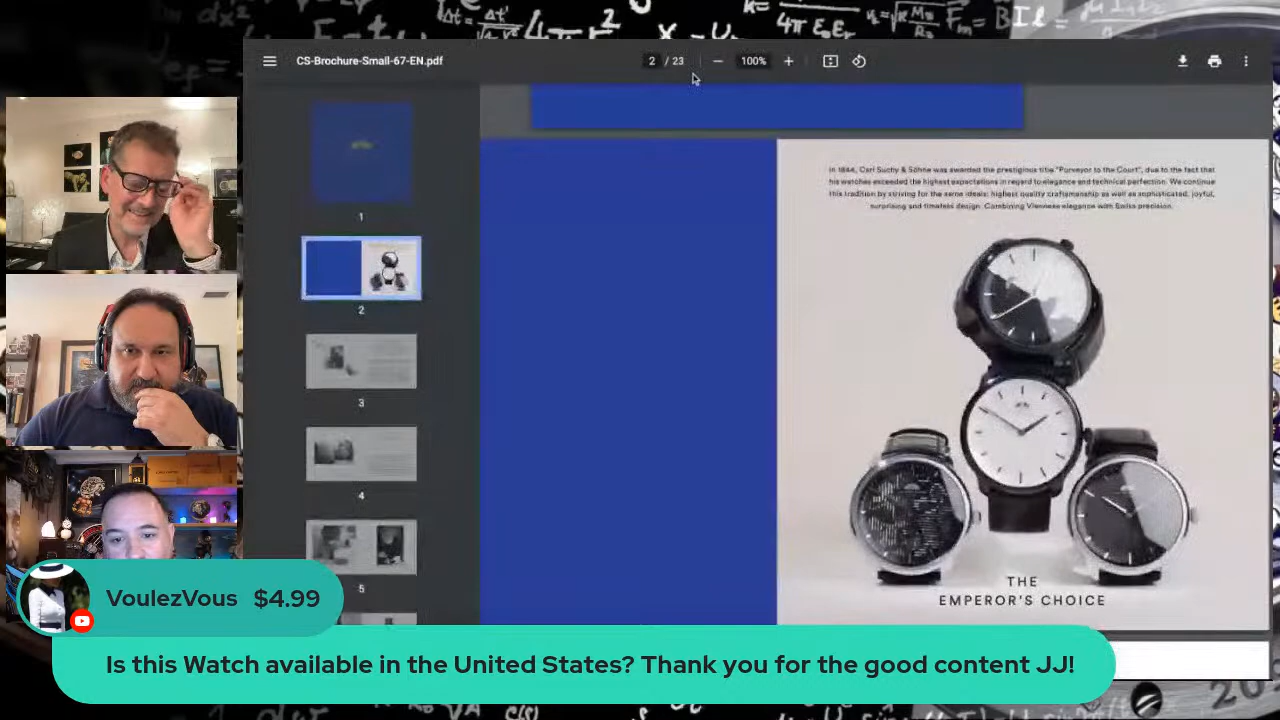 CS-Brochure-Small-67-EN.pdf
2 / 23
100%
1
2
3
4
5
In 1844, Carl Suchy & Söhne was awarded the prestigious title "Purveyor to the Court", due to the fact that
his watches exceeded the highest expectations in regard to elegance and technical perfection. We continue
this tradition by striving for the same ideals: highest quality craftsmanship as well as sophisticated, joyful,
surprising and timeless design. Combining Viennese elegance with Swiss precision.
THE
EMPEROR'S CHOICE
VoulezVous $4.99
Is this Watch available in the United States? Thank you for the good content JJ!